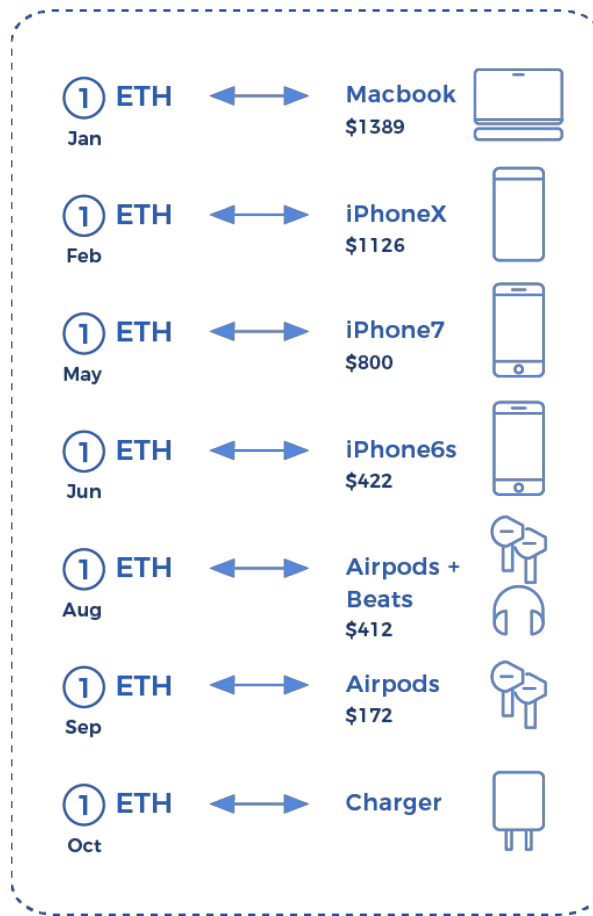 1 ETH Macbook
Jan $1389
1 ETH iPhoneX
Feb $1126
1 ETH iPhone7
May $800
1 ETH iPhone6s
Jun $422
1 ETH Airpods +
Beats
Aug $412
1 ETH Airpods
Sep $172
1 ETH Charger
Oct